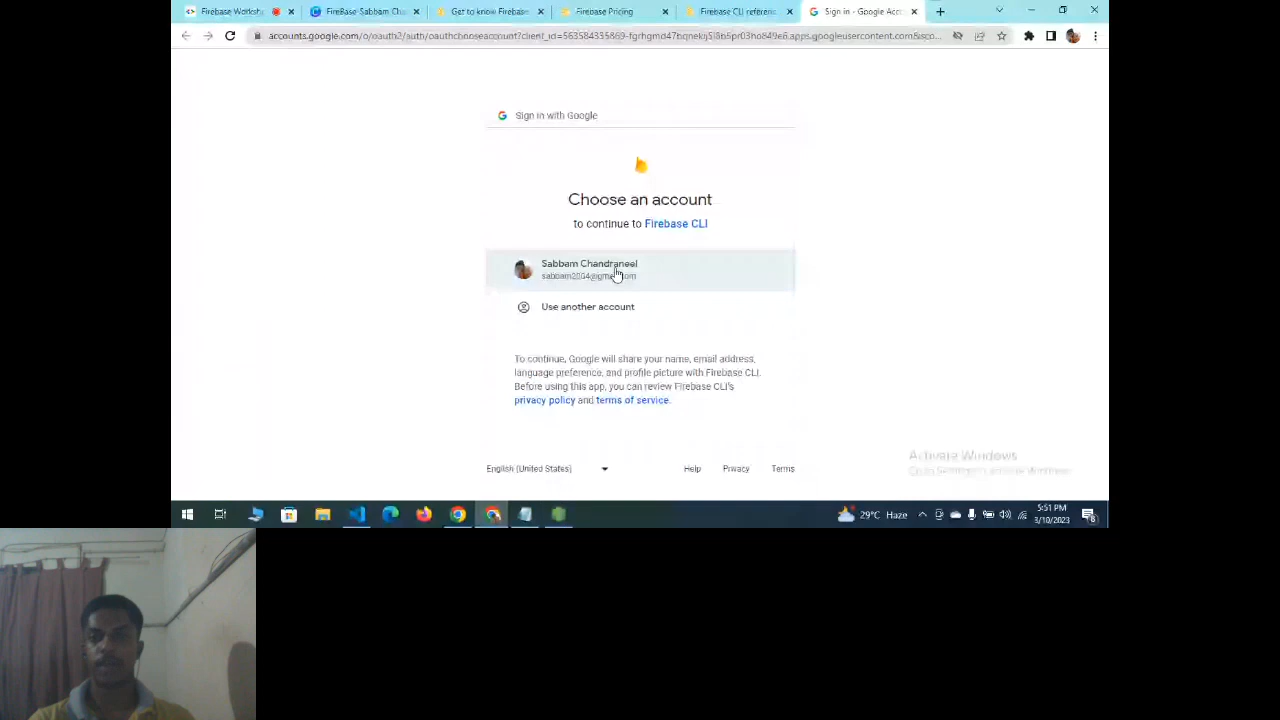 Firebase Worksh
FireBase-Sabbam Cha
Get to know Firebase
Firebase Pricing
Firebase CLI referenc
Sign in - Google Acco
Sign in with Google
Choose an account
to continue to Firebase CLI
Sabbam Chandraneel
Use another account
To continue, Google will share your name, email address,
language preference, and profile picture with Firebase CLI.
Before using this app, you can review Firebase CLI's
privacy policy and terms of service.
English (United States)
Help
Privacy
Terms
Activate Windows
29°C Haze
5:51 PM
3/10/2023